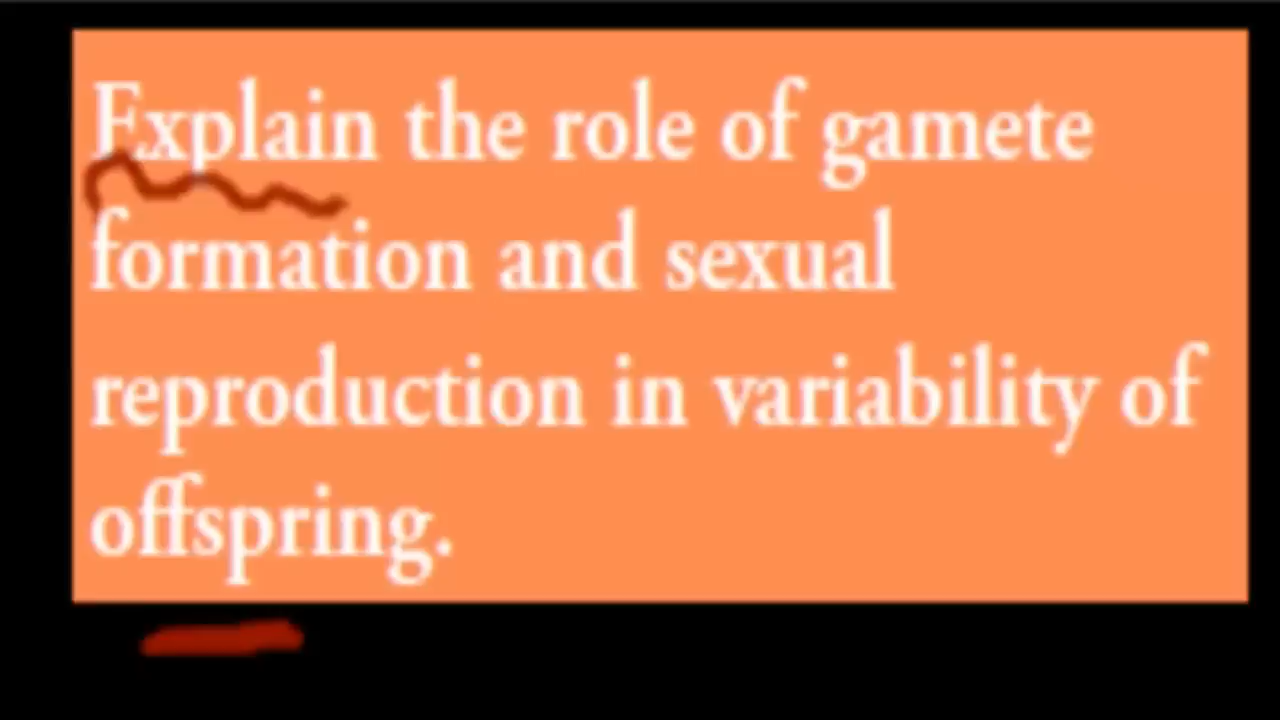 Explain the role of gamete
formation and sexual
reproduction in variability of
offspring.